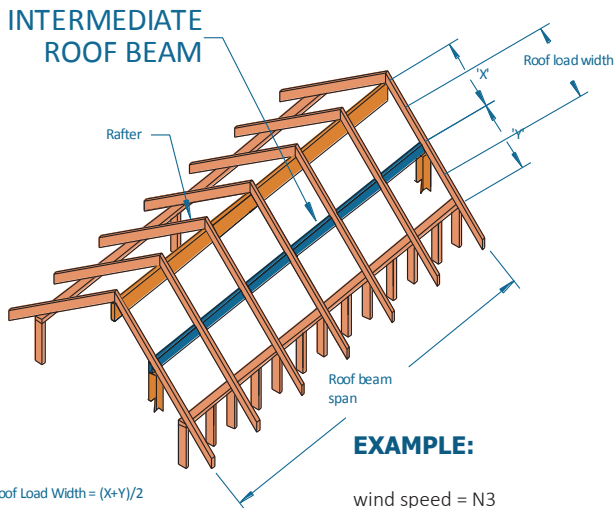 INTERMEDIATE
ROOF BEAM
'X'
Roof load width
Rafter
'Y'
Roof beam
span
EXAMPLE:
oof Load Width = (X+Y)/2
wind speed = N3